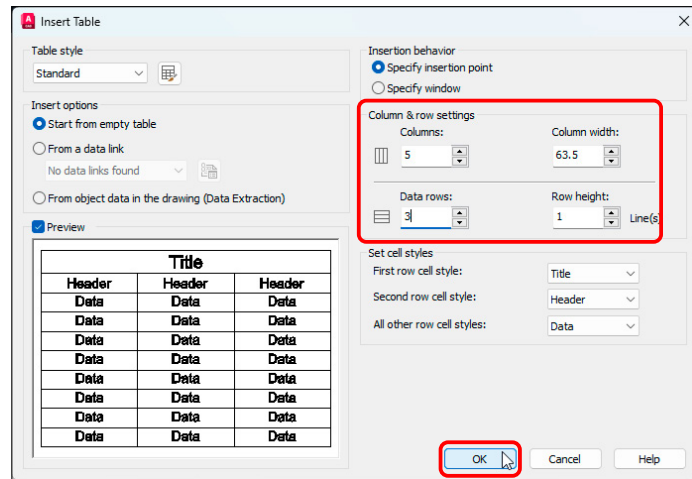 Insert Table
Table style
Standard
Insert options
Start from empty table
From a data link
No data links found
From object data in the drawing (Data Extraction)
Preview
Title
Header Header Header
Data Data Data
Data Data Data
Data Data Data
Data Data Data
Data Data Data
Data Data Data
Data Data Data
Data Data Data
Insertion behavior
Specify insertion point
Specify window
Column & row settings
Columns: Column width:
5 63.5
Data rows: Row height:
3 1 Line(s)
Set cell styles
First row cell style: Title
Second row cell style: Header
All other row cell styles: Data
OK Cancel Help